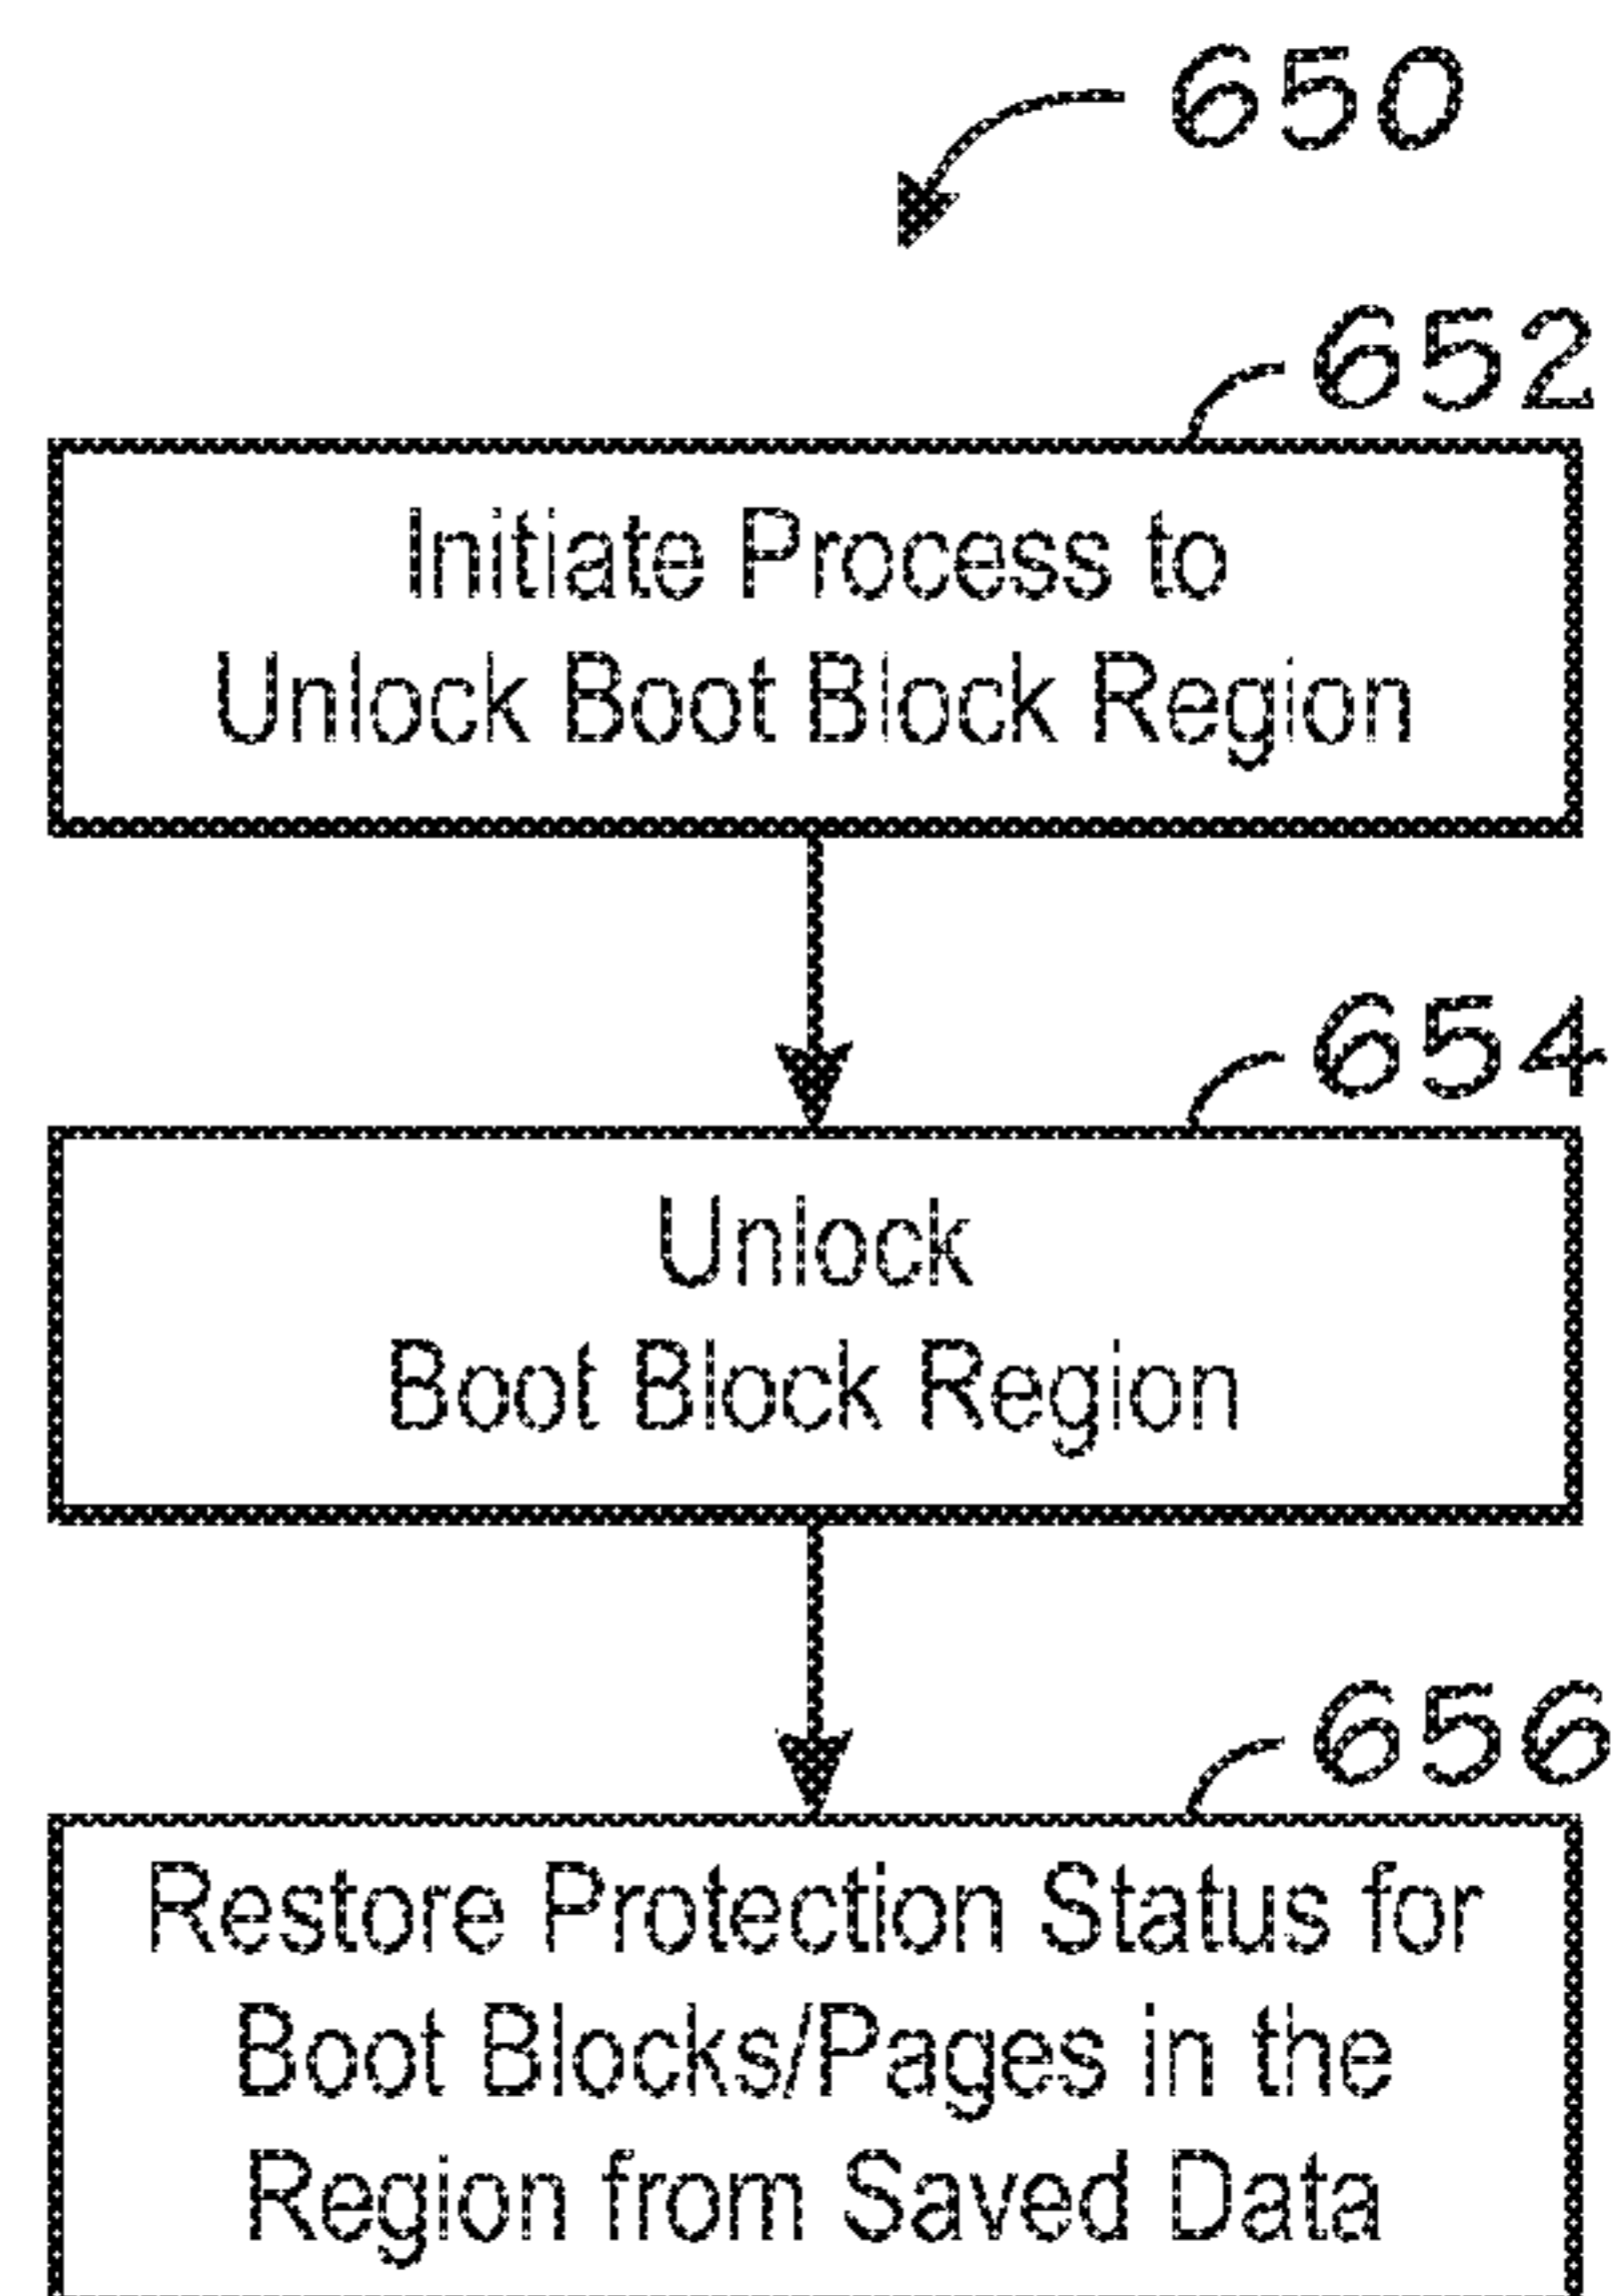 650
652
Initiate Process to
Unlock Boot Block Region
654
Unlock
Boot Block Region
656
Restore Protection Status for
Boot Blocks/Pages in the
Region from Saved Data